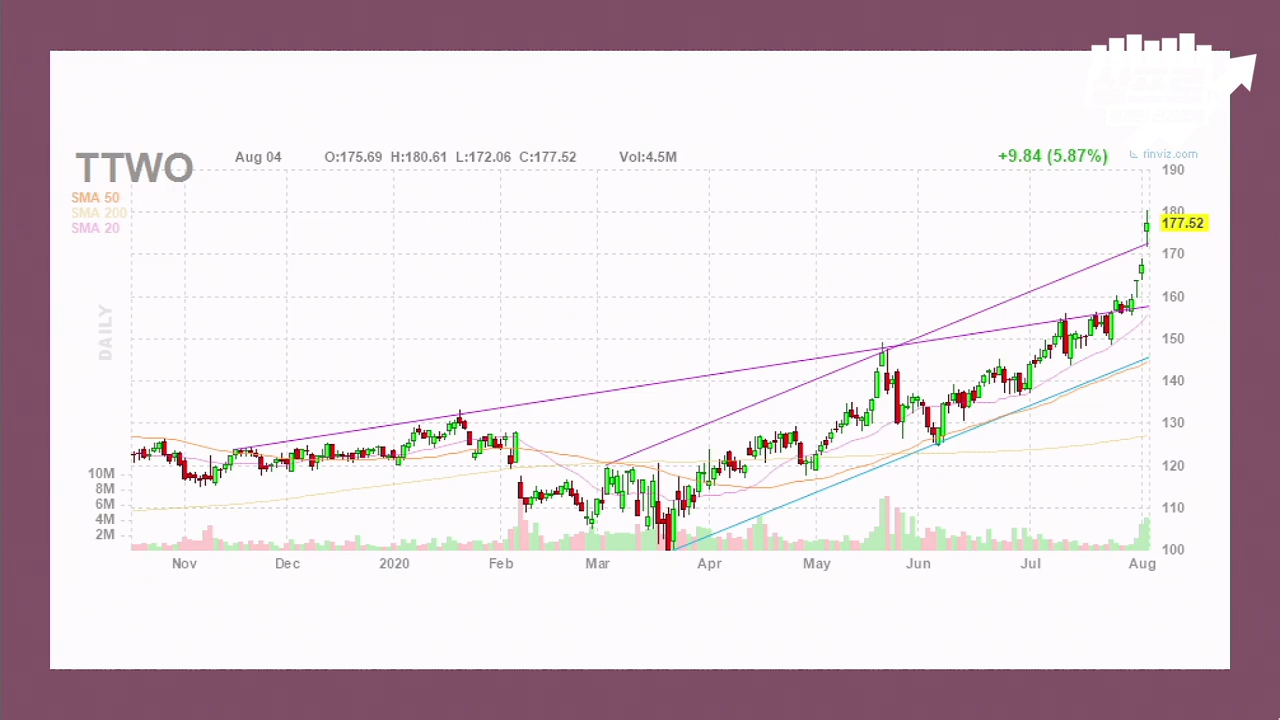 TTWO
Aug 04 O:175.69 H:180.61 L:172.06 C:177.52 Vol:4.5M +9.84 (5.87%) rinviz.com
SMA 50
SMA 200
SMA 20
DAILY
190
180
177.52
170
160
150
140
130
120
110
100
10M
8M
6M
4M
2M
Nov Dec 2020 Feb Mar Apr May Jun Jul Aug